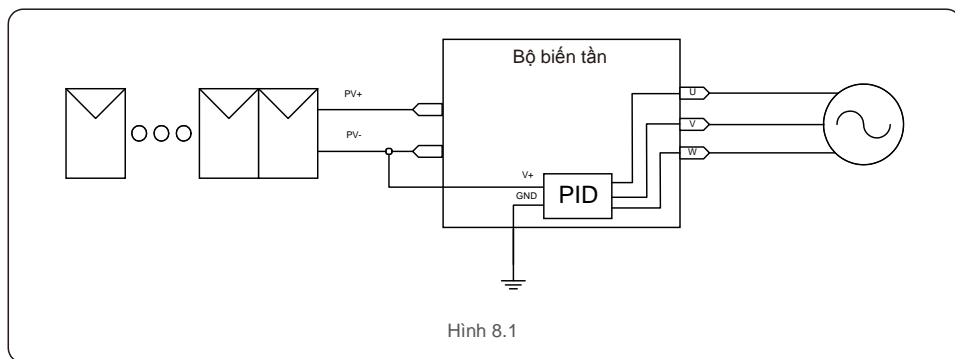 Bộ biến tần
PV+
PV-
U
V
W
V+
GND
PID
Hình 8.1